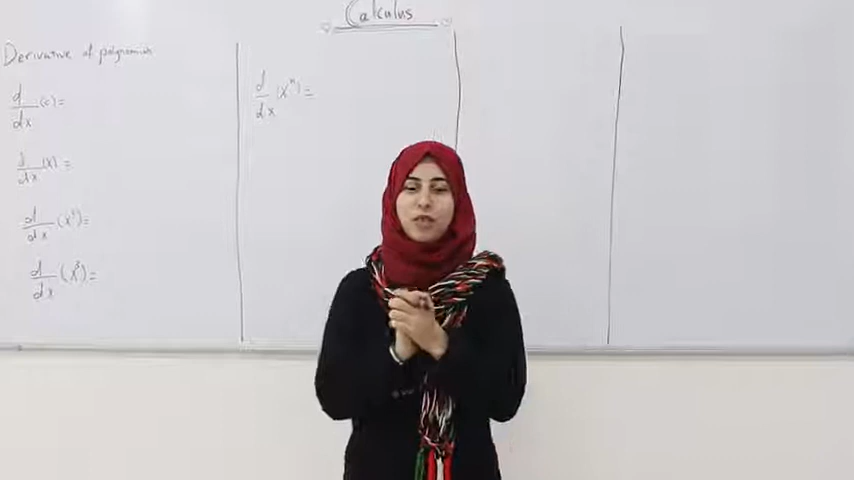 Calculus
Derivative of polynomials
d/dx (c) =
d/dx (x) =
d/dx (x²) =
d/dx (x³) =
d/dx (xⁿ) =